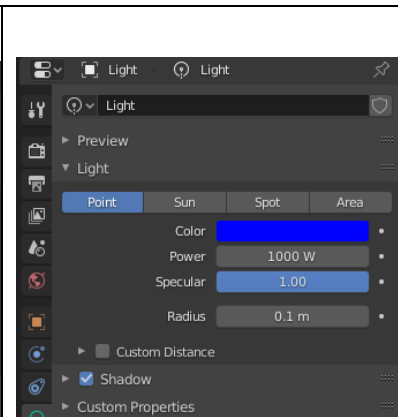 Light Light
Light
Preview
Light
Point Sun Spot Area
Color
Power 1000 W
Specular 1.00
Radius 0.1 m
Custom Distance
Shadow
Custom Properties